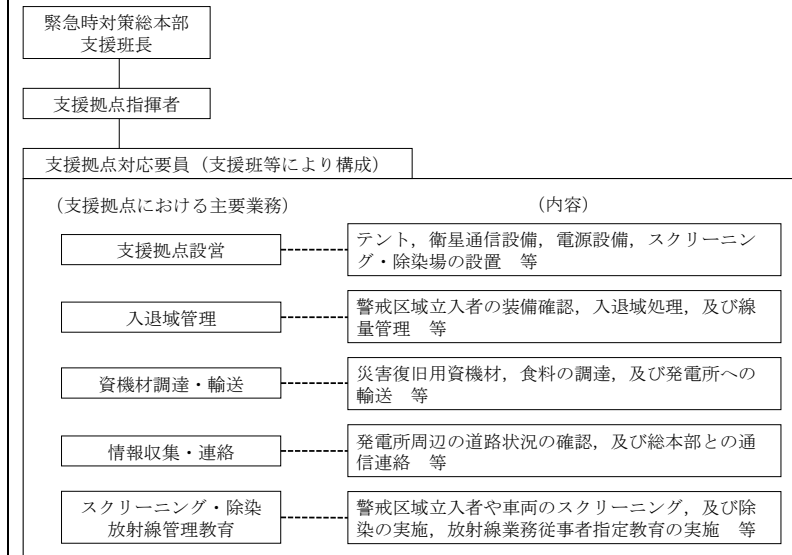 緊急時対策総本部
支援班長
支援拠点指揮者
支援拠点対応要員（支援班等により構成）
（支援拠点における主要業務）
（内容）
支援拠点設営
テント，衛星通信設備，電源設備，スクリーニン
グ・除染場の設置　等
入退域管理
警戒区域立入者の装備確認，入退域処理，及び線
量管理　等
資機材調達・輸送
災害復旧用資機材，食料の調達，及び発電所への
輸送　等
情報収集・連絡
発電所周辺の道路状況の確認，及び総本部との通
信連絡　等
スクリーニング・除染
放射線管理教育
警戒区域立入者や車両のスクリーニング，及び除
染の実施，放射線業務従事者指定教育の実施　等